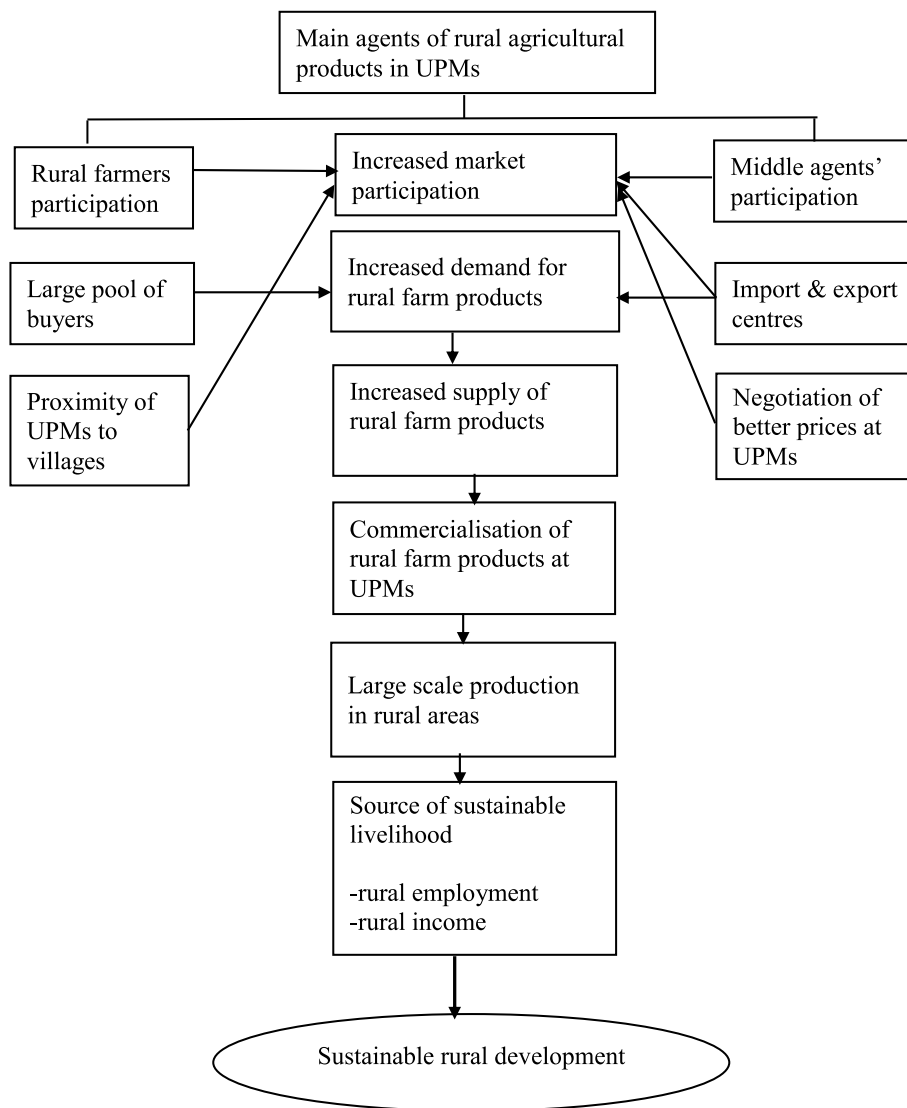 Main agents of rural agricultural
products in UPMs
Rural farmers
participation
Increased market
participation
Middle agents’
participation
Large pool of
buyers
Increased demand for
rural farm products
Import & export
centres
Proximity of
UPMs to
villages
Increased supply of
rural farm products
Negotiation of
better prices at
UPMs
Commercialisation of
rural farm products at
UPMs
Large scale production
in rural areas
Source of sustainable
livelihood
-rural employment
-rural income
Sustainable rural development